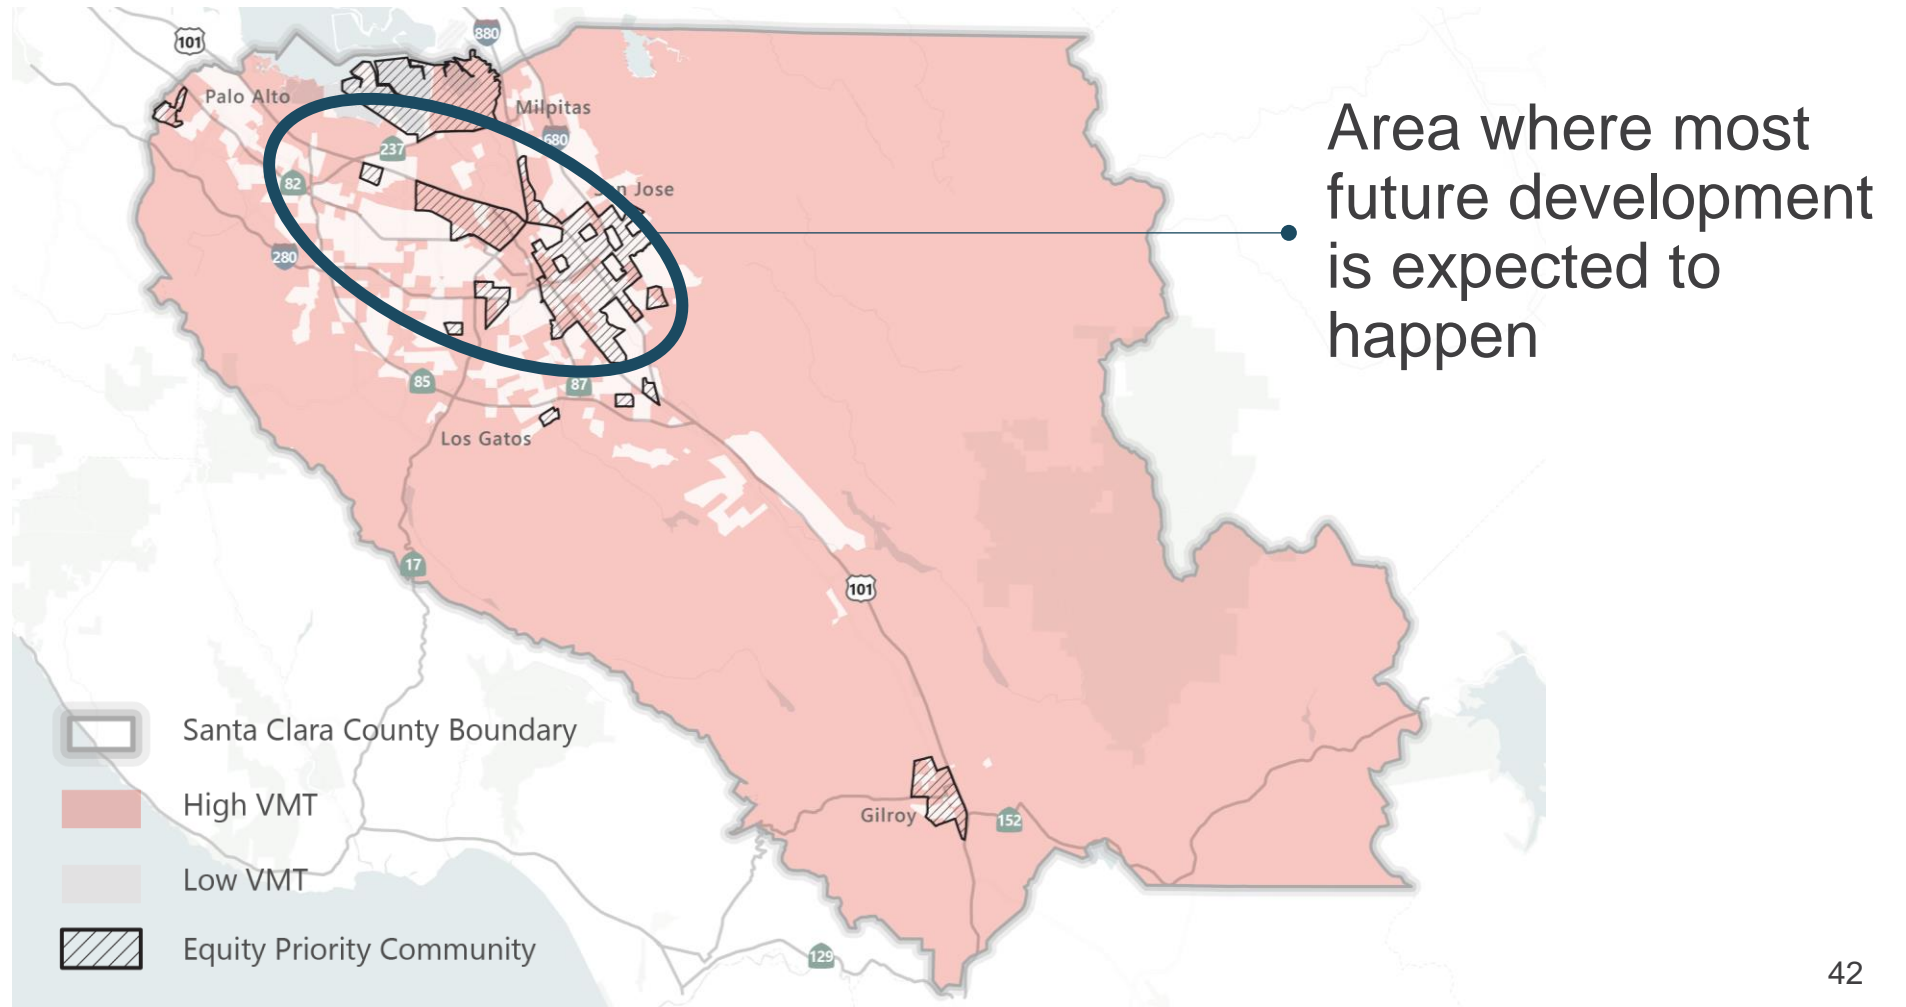 101
880
Palo Alto
Milpitas
680
237
82
San Jose
280
85
87
Los Gatos
17
101
Gilroy
152
129
Area where most
future development
is expected to
happen
Santa Clara County Boundary
High VMT
Low VMT
Equity Priority Community
42